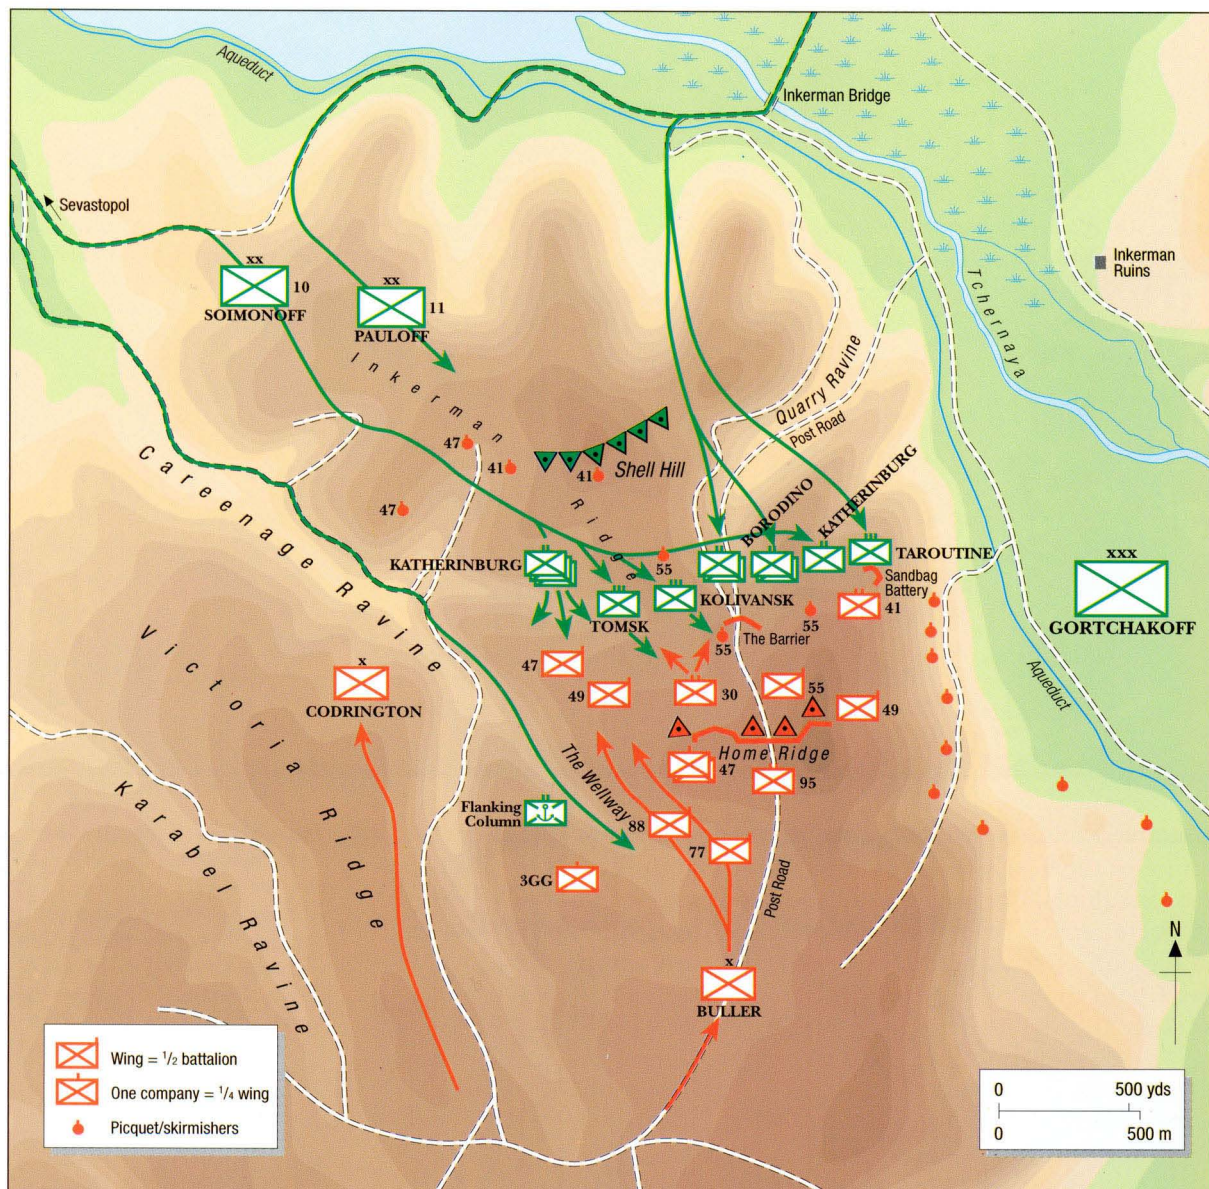 Aqueduct
Inkerman Bridge
Sevastopol
Inkerman
Ruins
Tchernaya
xx
10
SOIMONOFF
xx
11
PAULOFF
Inkerman
Ridge
Quarry Ravine
Post Road
47
41
41
Shell Hill
47
Careenage Ravine
BORODINO
KATHERINBURG
KATHERINBURG
55
TAROUTINE
Sandbag
Battery
xxx
GORTCHAKOFF
TOMSK
KOLIVANSK
41
55
55
The Barrier
Victoria Ridge
x
CODRINGTON
47
49
30
55
49
Aqueduct
Home Ridge
47
95
The Wellway
Karabel Ravine
Flanking
Column
88
77
3GG
Post Road
N
x
BULLER
Wing = 1/2 battalion
One company = 1/4 wing
Picquet/skirmishers
0 500 yds
0 500 m